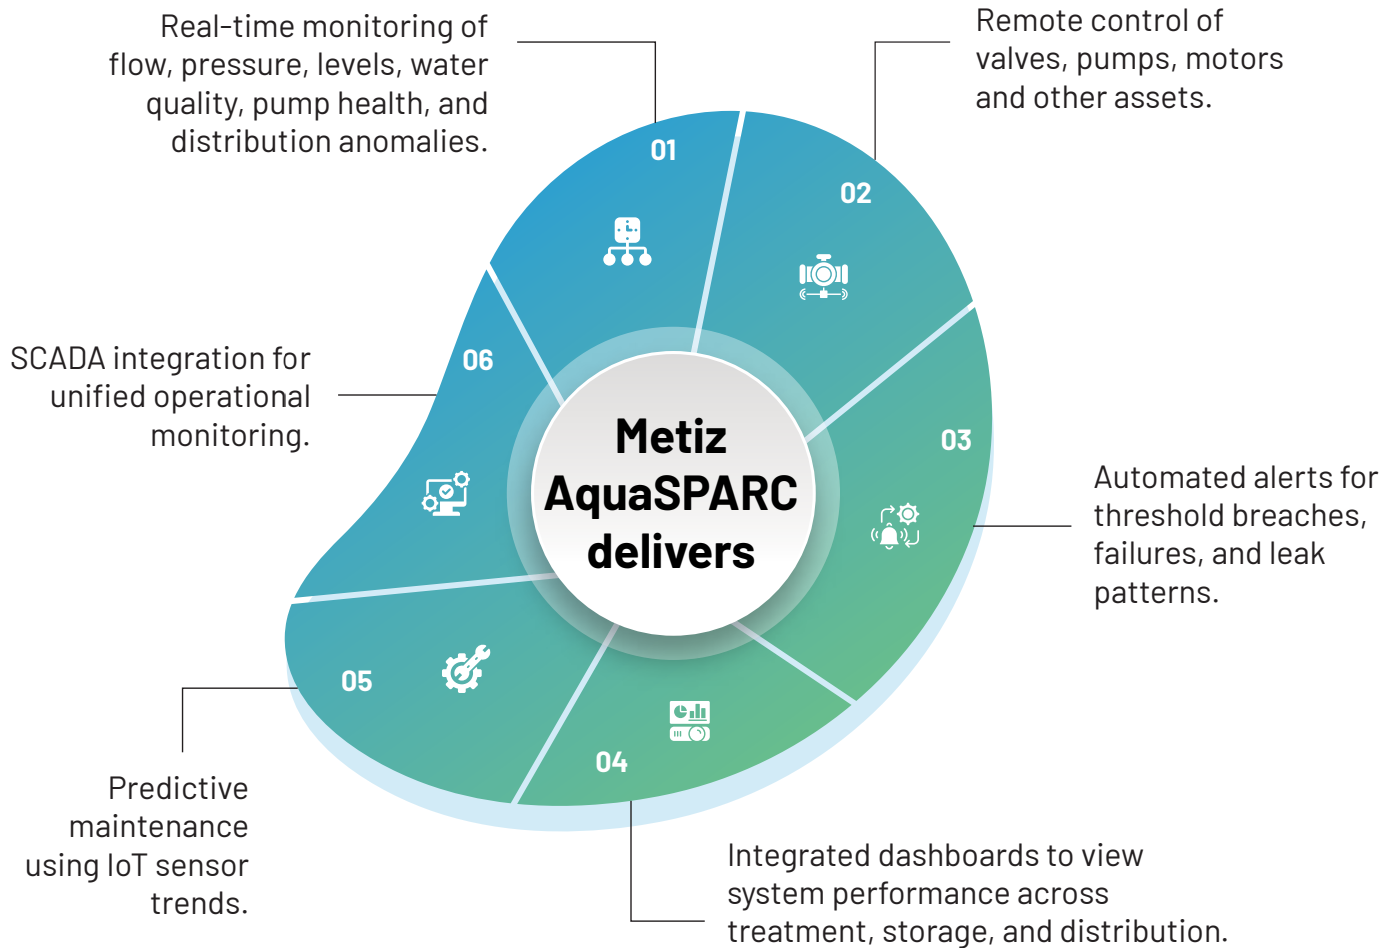 Metiz
AquaSPARC
delivers
01
Real-time monitoring of
flow, pressure, levels, water
quality, pump health, and
distribution anomalies.
02
Remote control of
valves, pumps, motors
and other assets.
03
Automated alerts for
threshold breaches,
failures, and leak
patterns.
04
Integrated dashboards to view
system performance across
treatment, storage, and distribution.
05
Predictive
maintenance
using IoT sensor
trends.
06
SCADA integration for
unified operational
monitoring.